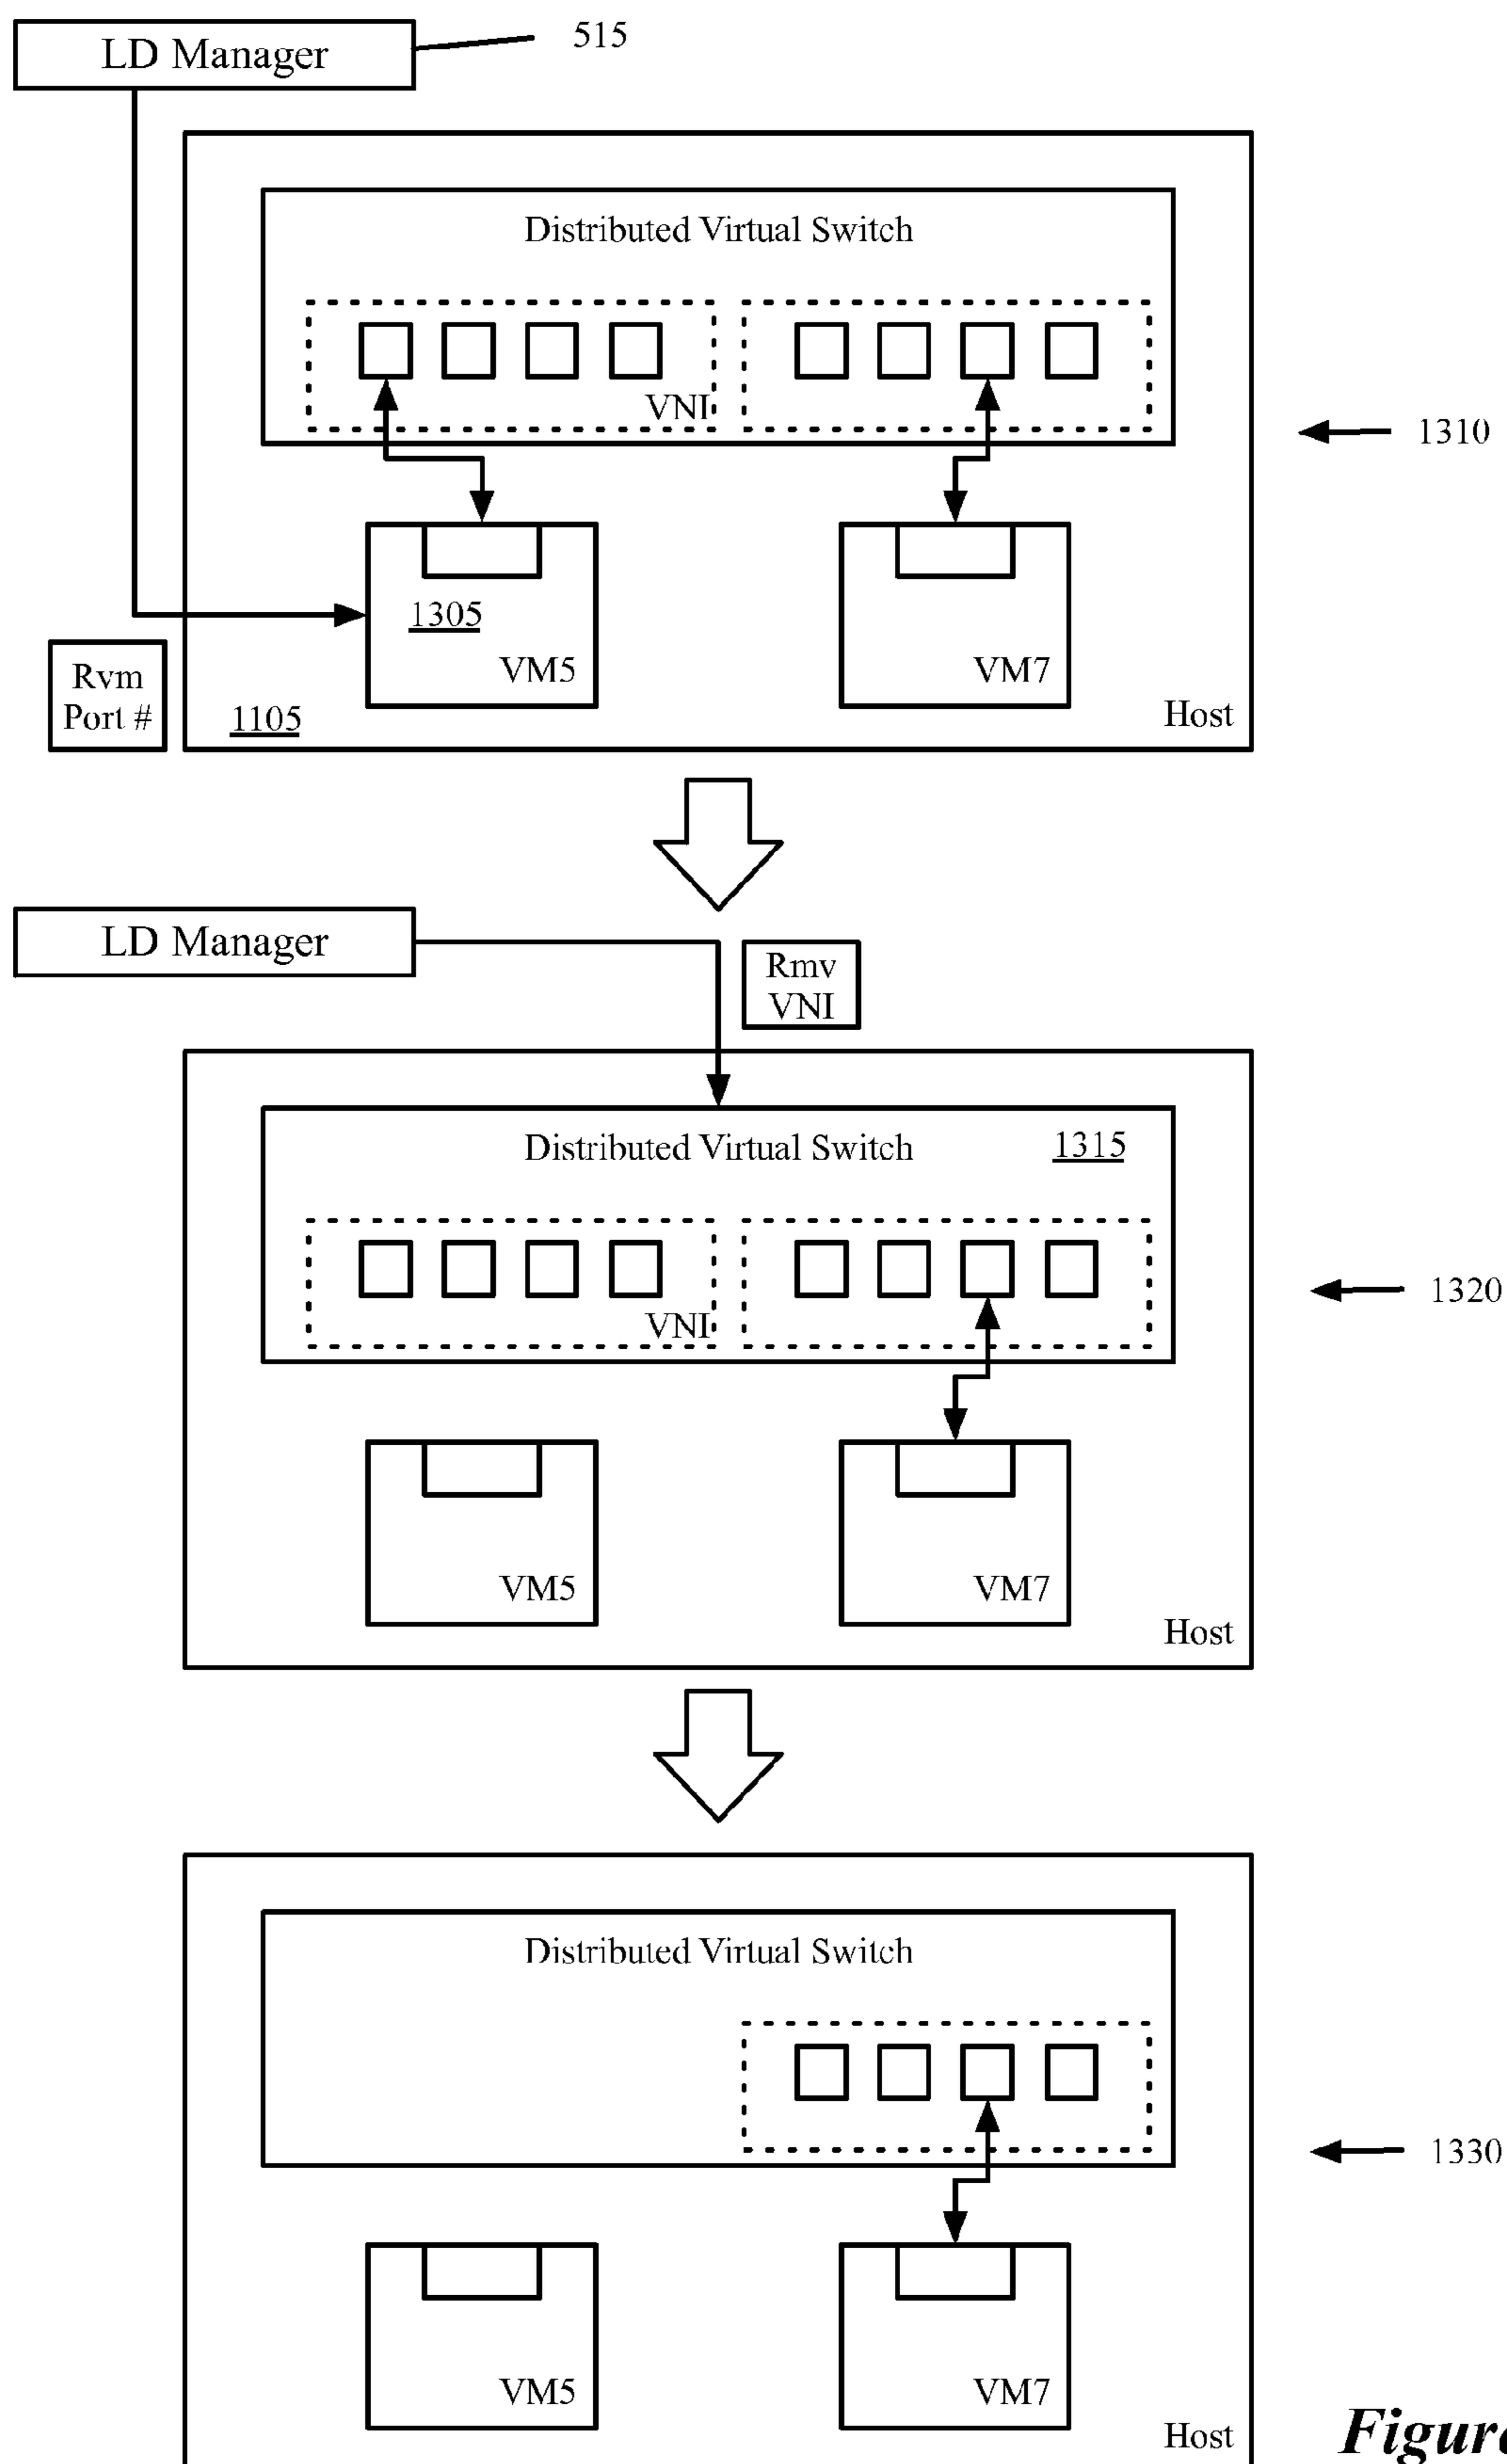 LD Manager
515
Distributed Virtual Switch
VNI
1310
1305
VM5
VM7
Rvm
Port #
1105
Host
LD Manager
Rmv
VNI
Distributed Virtual Switch
1315
VNI
1320
VM5
VM7
Host
Distributed Virtual Switch
1330
VM5
VM7
Host
Figure